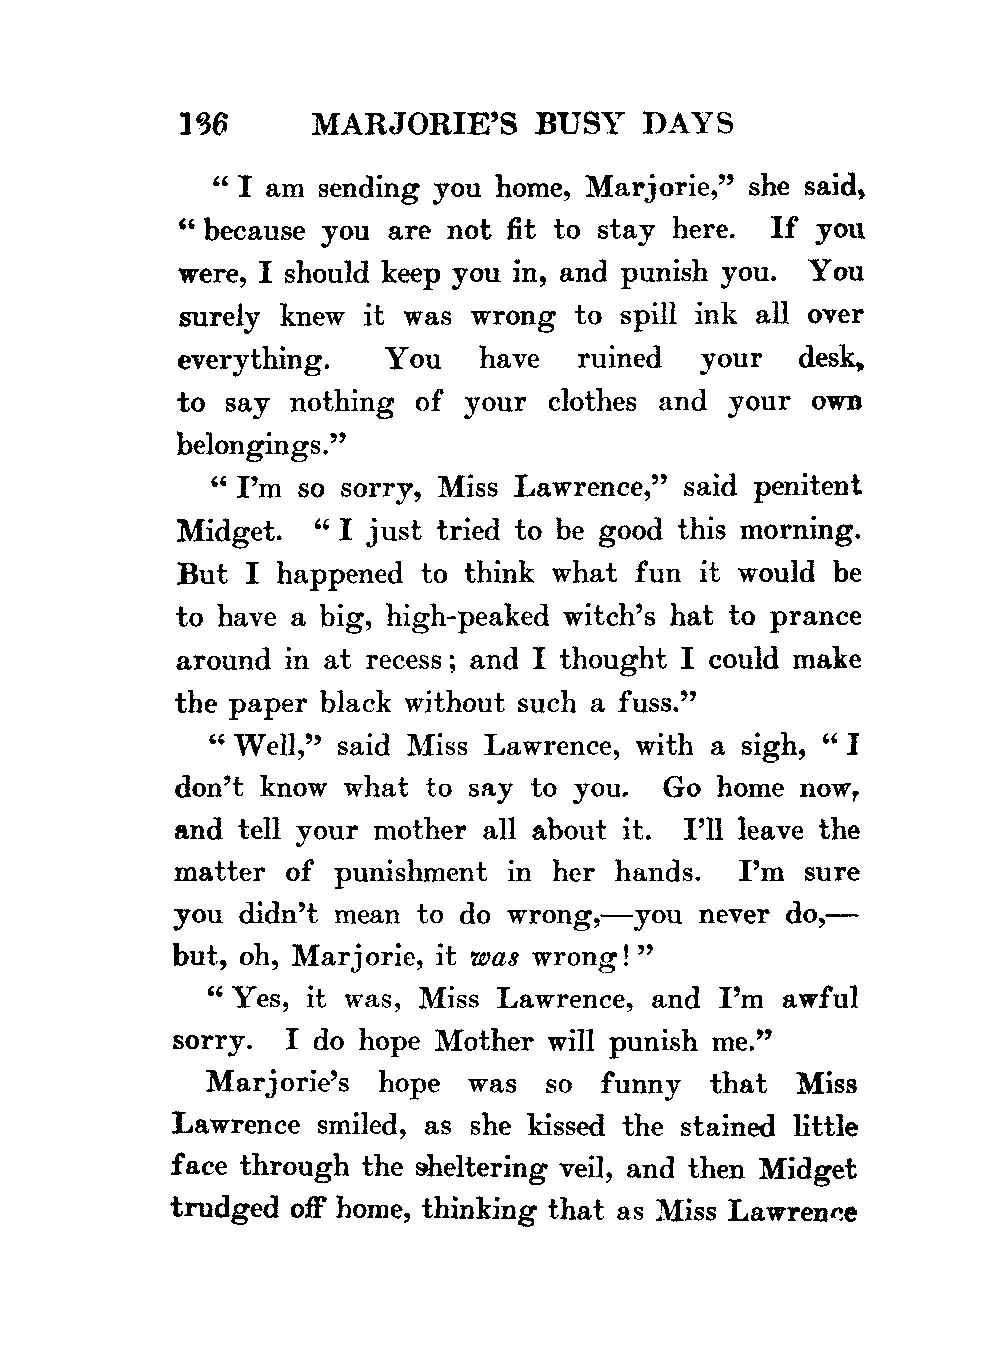 136 MARJORIE'S BUSY DAYS
" I am sending you home, Marjorie," she said,
" because you are not fit to stay here. If you
were, I should keep you in, and punish you. You
surely knew it was wrong to spill ink all over
everything. You have ruined your desk,
to say nothing of your clothes and your own
belongings."
" I'm so sorry, Miss Lawrence," said penitent
Midget. " I just tried to be good this morning.
But I happened to think what fun it would be
to have a big, high-peaked witch's hat to prance
around in at recess; and I thought I could make
the paper black without such a fuss."
" Well," said Miss Lawrence, with a sigh, " I
don't know what to say to you. Go home now,
and tell your mother all about it. I'll leave the
matter of punishment in her hands. I'm sure
you didn't mean to do wrong,—you never do,—
but, oh, Marjorie, it was wrong! "
" Yes, it was, Miss Lawrence, and I'm awful
sorry. I do hope Mother will punish me."
Marjorie's hope was so funny that Miss
Lawrence smiled, as she kissed the stained little
face through the sheltering veil, and then Midget
trudged off home, thinking that as Miss Lawrence